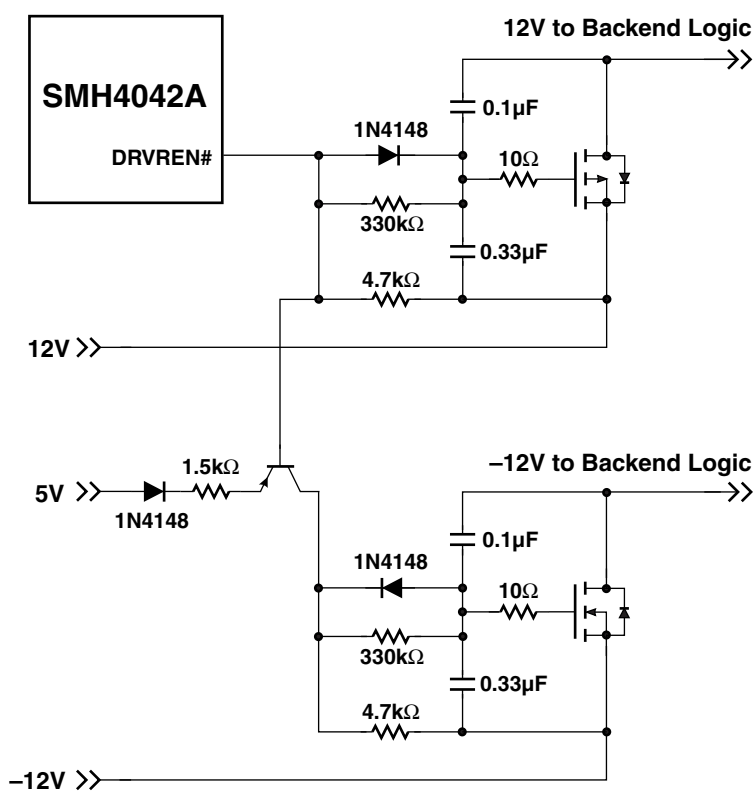 12V to Backend Logic
SMH4042A
0.1µF
1N4148
DRVREN#
10Ω
330kΩ
0.33µF
4.7kΩ
12V
–12V to Backend Logic
1.5kΩ
5V
1N4148
0.1µF
1N4148
10Ω
330kΩ
0.33µF
4.7kΩ
–12V